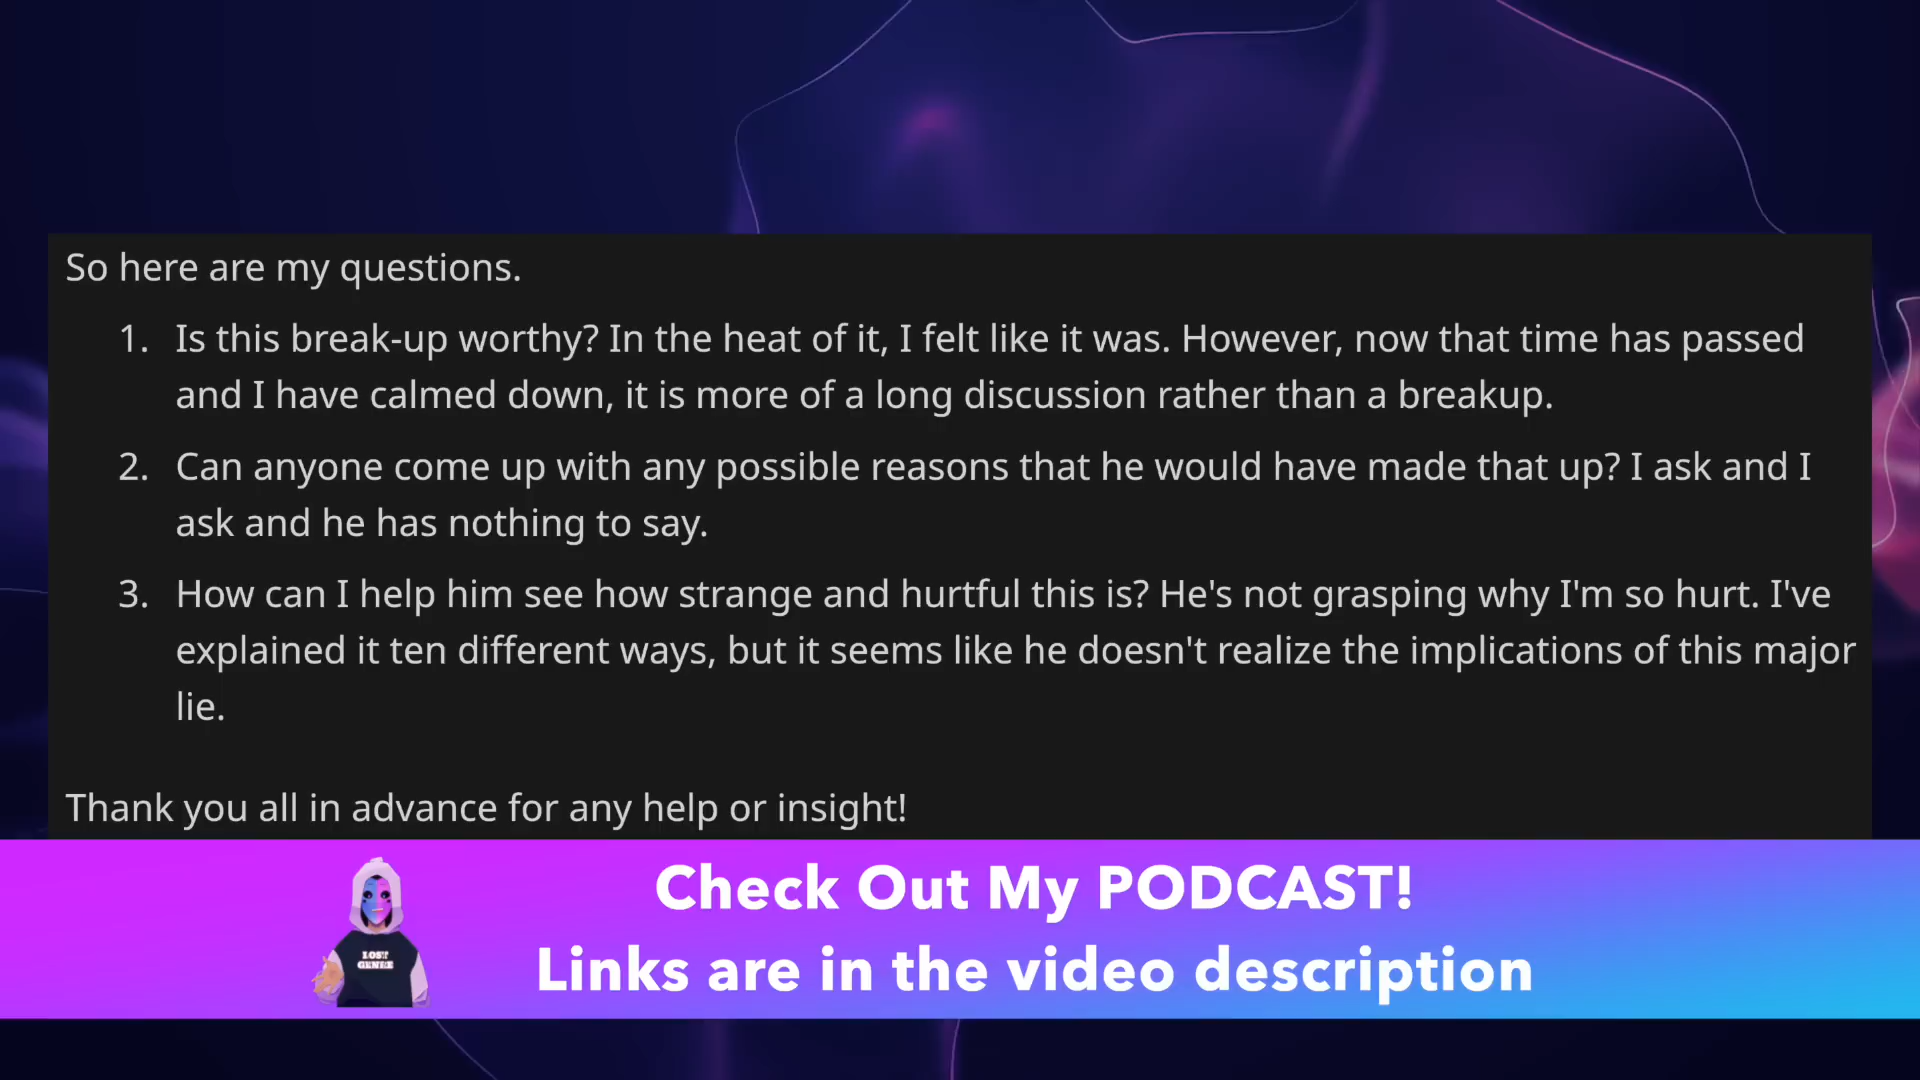 So here are my questions.
1. Is this break-up worthy? In the heat of it, I felt like it was. However, now that time has passed
and I have calmed down, it is more of a long discussion rather than a breakup.
2. Can anyone come up with any possible reasons that he would have made that up? I ask and I
ask and he has nothing to say.
3. How can I help him see how strange and hurtful this is? He's not grasping why I'm so hurt. I've
explained it ten different ways, but it seems like he doesn't realize the implications of this major
lie.
Thank you all in advance for any help or insight!
Check Out My PODCAST!
Links are in the video description
LOST
GENRE